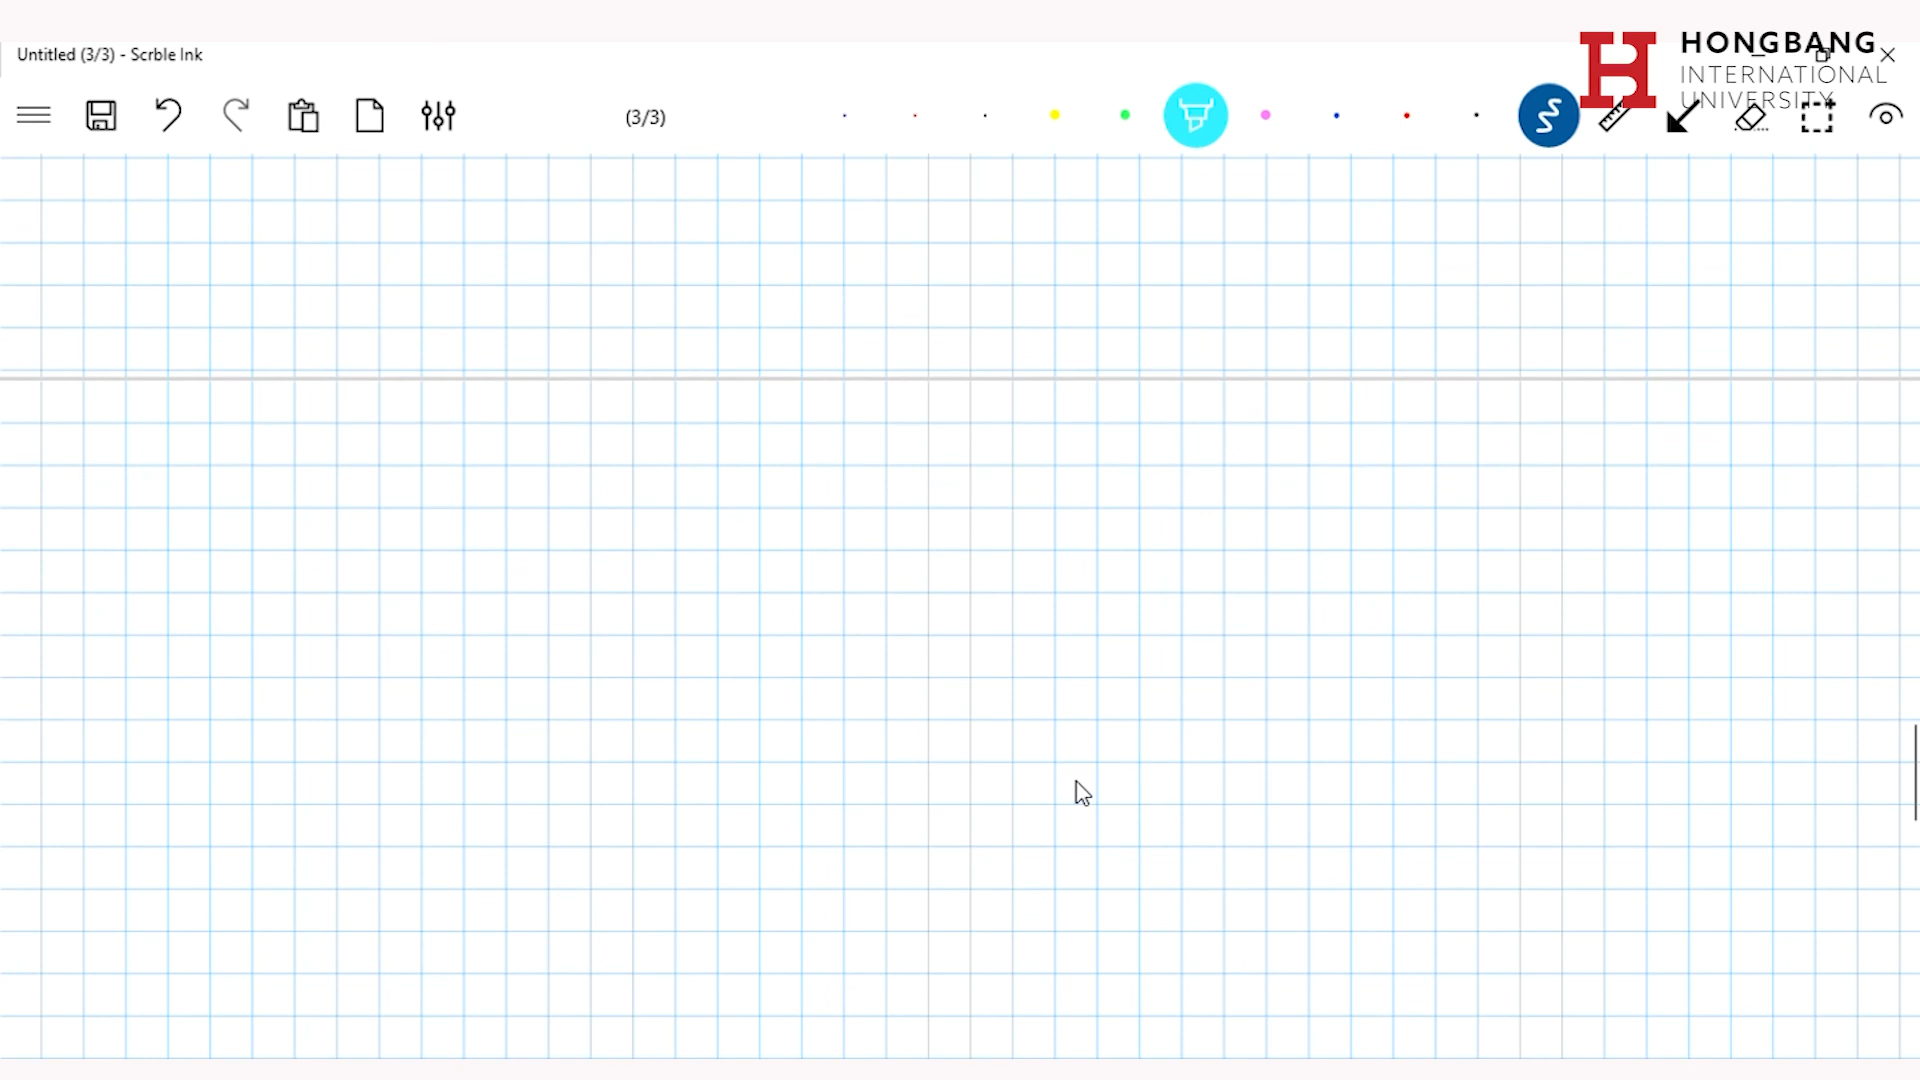 Untitled (3/3) - Scrble Ink
HONGBANG
INTERNATIONAL
UNIVERSITY
(3/3)